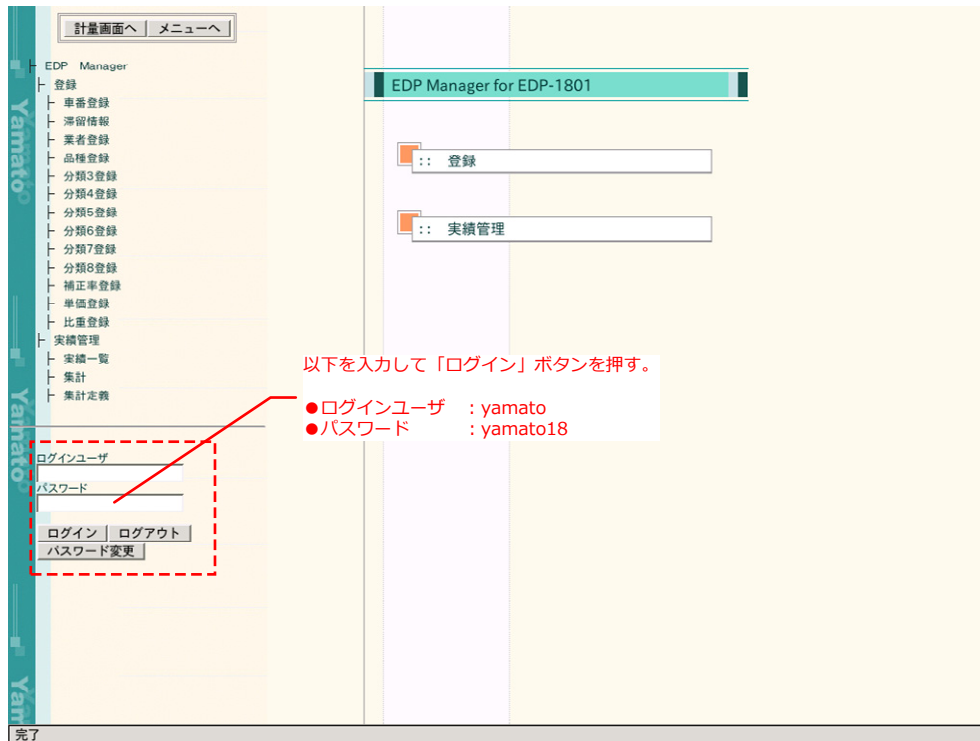 計量画面へ メニューへ
EDP Manager
登録
車番登録
滞留情報
業者登録
品種登録
分類3登録
分類4登録
分類5登録
分類6登録
分類7登録
分類8登録
補正率登録
単価登録
比重登録
実績管理
実績一覧
集計
集計定義
ログインユーザ
パスワード
ログイン ログアウト
パスワード変更
EDP Manager for EDP-1801
:: 登録
:: 実績管理
以下を入力して「ログイン」ボタンを押す。
●ログインユーザ ：yamato
●パスワード ：yamato18
Yamato
Yamato
Ya
完了